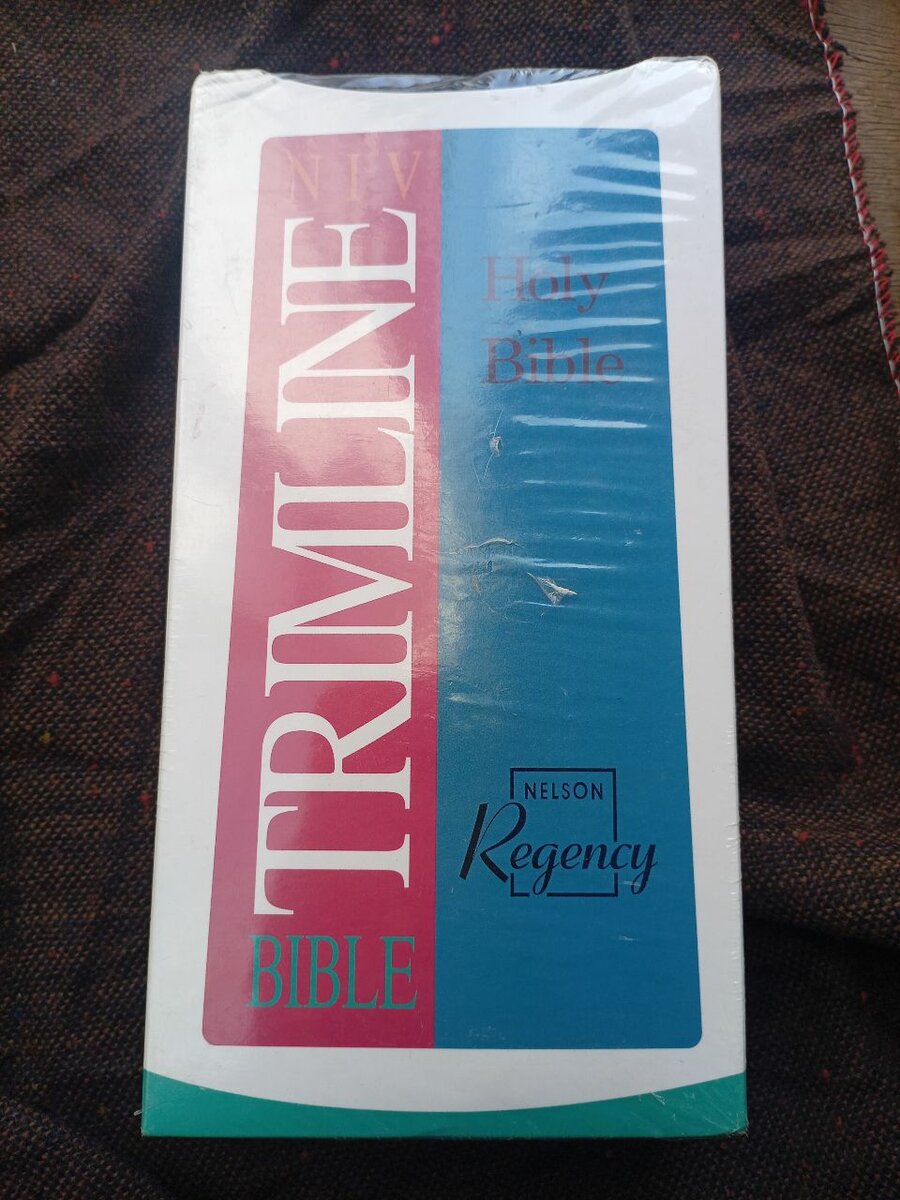 NIV
TRIMLINE
BIBLE
Holy
Bible
NELSON
Regency